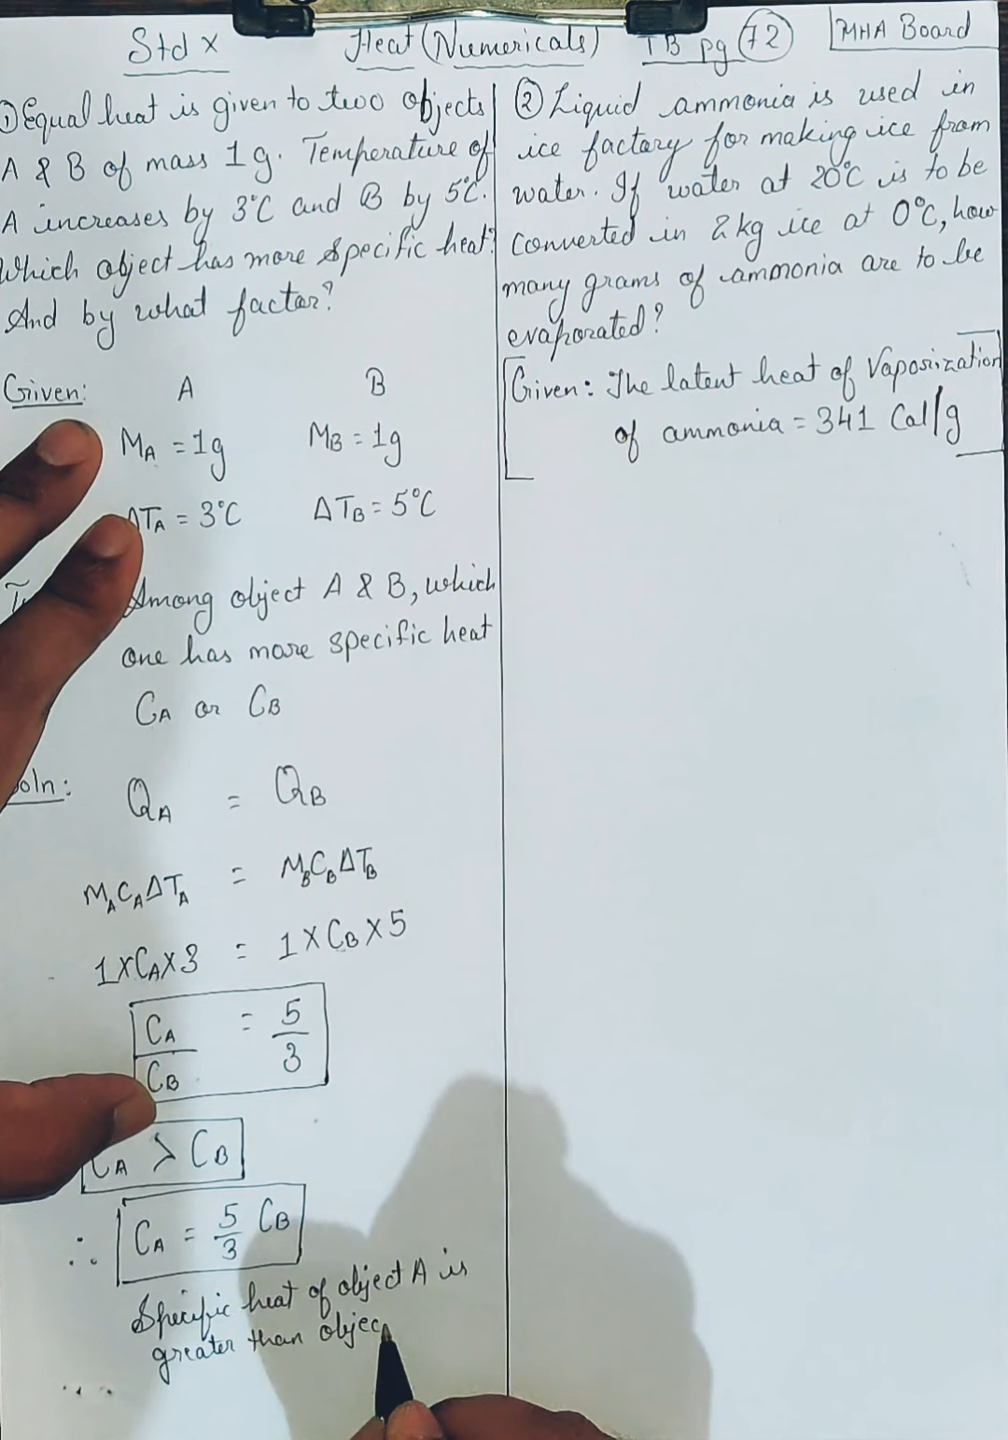 Std X
Heat (Numericals)
TB pg 72
MHA Board
① Equal heat is given to two objects
A & B of mass 1g. Temperature of
A increases by 3°C and B by 5°C.
Which object has more specific heat?
And by what factor?
Given: A B
MA = 1g MB = 1g
ΔTA = 3°C ΔTB = 5°C
Among object A & B, which
one has more specific heat
CA or CB
Soln: QA = QB
MACAΔTA = MBCBΔTB
1×CA×3 = 1×CB×5
CA/CB = 5/3
CA > CB
∴ CA = 5/3 CB
Specific heat of object A is
greater than objec
② Liquid ammonia is used in
ice factory for making ice from
water. If water at 20°C is to be
converted in 2 kg ice at 0°C, how
many grams of ammonia are to be
evaporated?
Given: The latent heat of Vaporization
of ammonia = 341 Cal/g